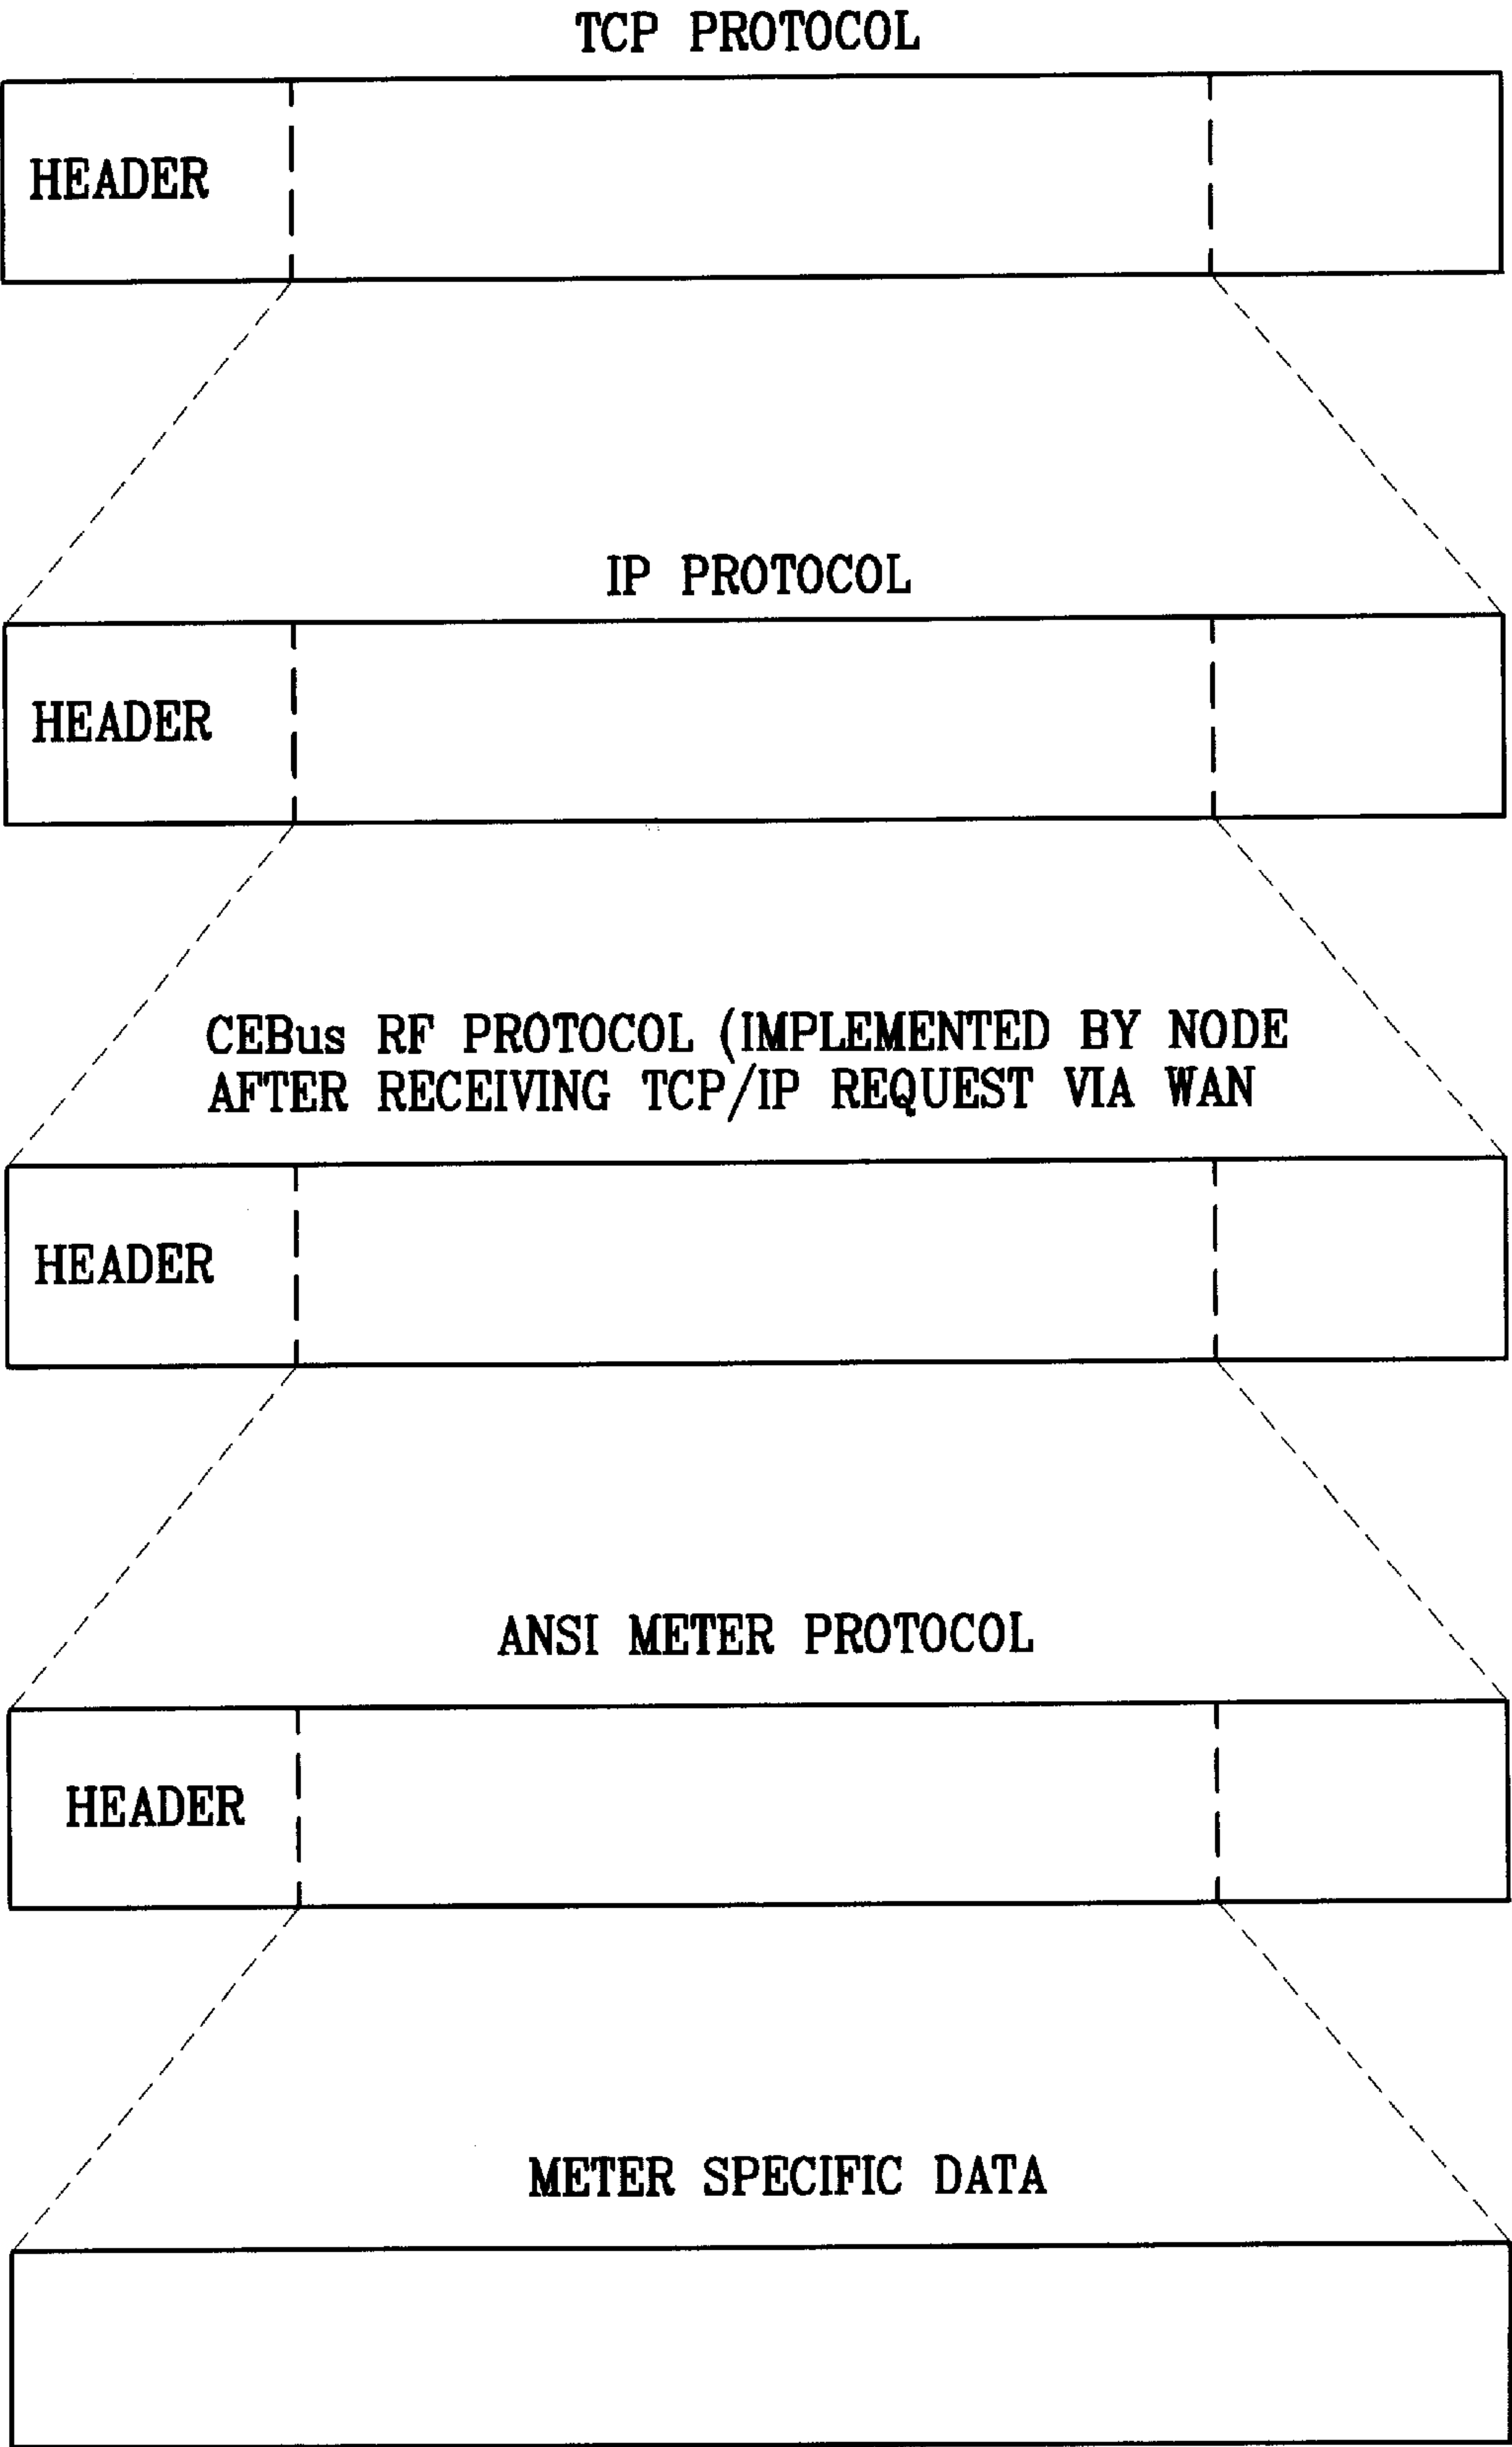 TCP PROTOCOL
HEADER
IP PROTOCOL
HEADER
CEBus RF PROTOCOL (IMPLEMENTED BY NODE
AFTER RECEIVING TCP/IP REQUEST VIA WAN
HEADER
ANSI METER PROTOCOL
HEADER
METER SPECIFIC DATA